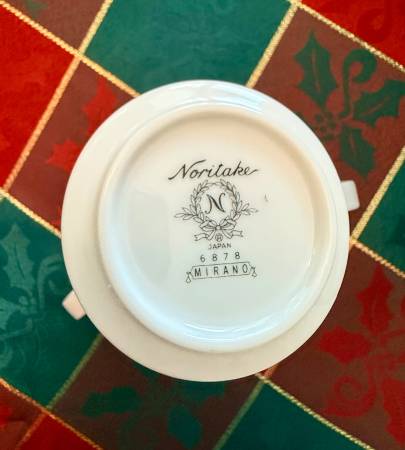 Noritake
N
®
JAPAN
6878
MIRANO